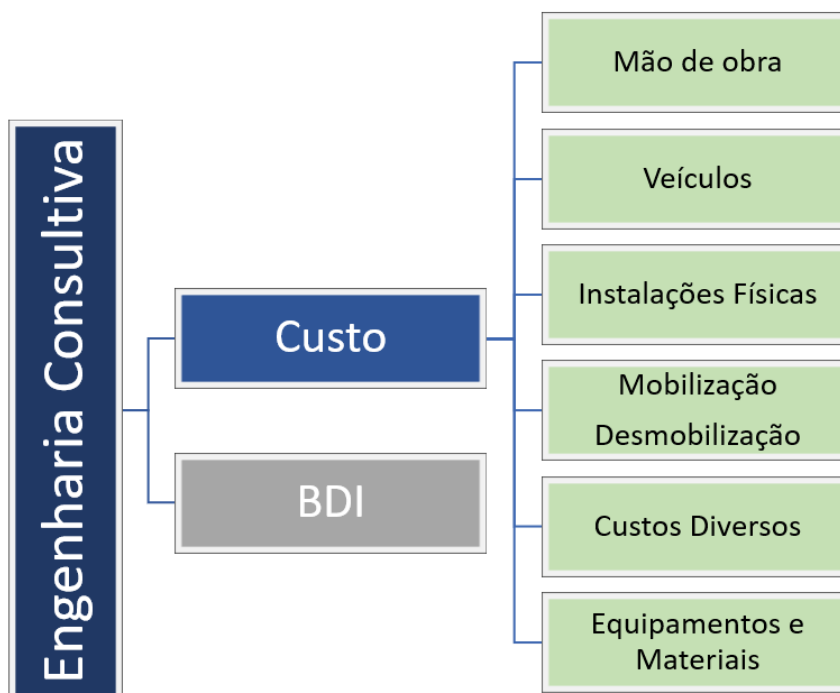 Engenharia Consultiva
Custo
BDI
Mão de obra
Veículos
Instalações Físicas
Mobilização
Desmobilização
Custos Diversos
Equipamentos e
Materiais